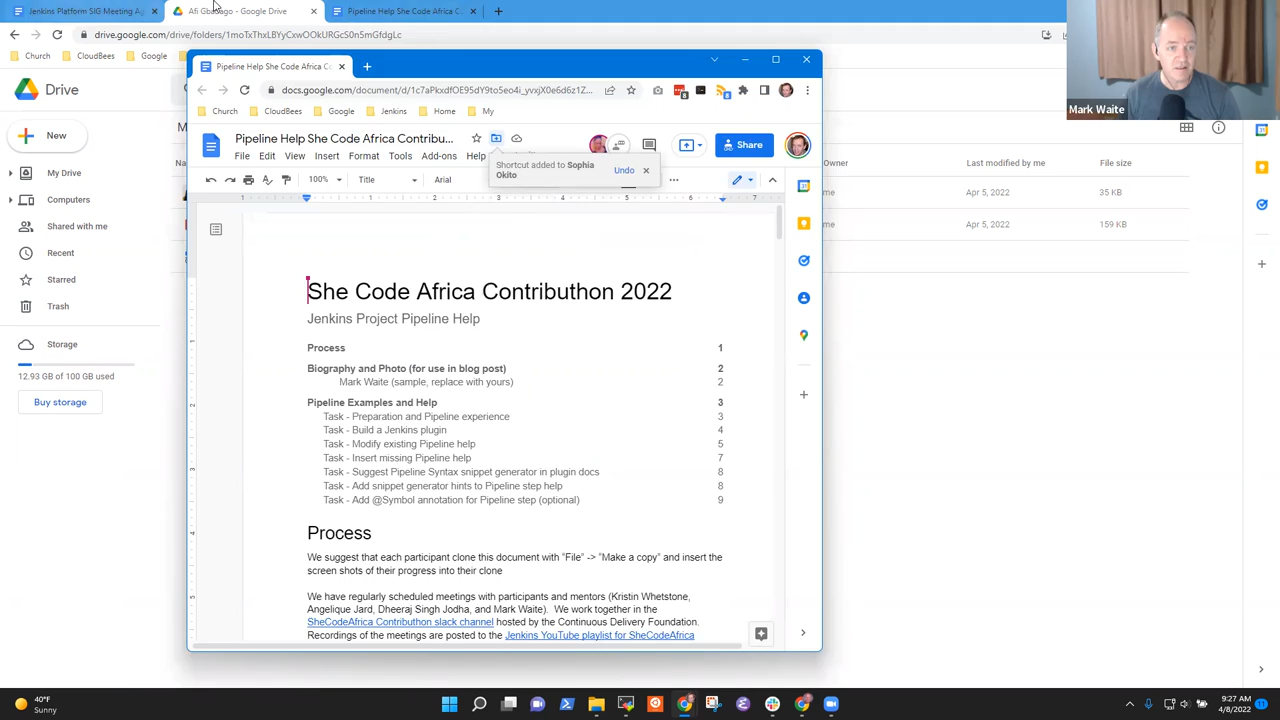 Jenkins Platform SIG Meeting Ag
Afi Gbadago - Google Drive
Pipeline Help She Code Africa C
drive.google.com/drive/folders/1moTxThxLBYyCxwOOkURGcS0n5mGfdgLc
Church
CloudBees
Google
Drive
New
My Drive
Computers
Shared with me
Recent
Starred
Trash
Storage
12.93 GB of 100 GB used
Buy storage
Owner
Last modified by me
File size
me
Apr 5, 2022
35 KB
me
Apr 5, 2022
159 KB
Mark Waite
Pipeline Help She Code Africa C
docs.google.com/document/d/
Church
CloudBees
Google
Jenkins
Home
My
Pipeline Help She Code Africa Contribu...
File Edit View Insert Format Tools Add-ons Help
Share
Shortcut added to Sophia
Okito
Undo
100%
Title
Arial
She Code Africa Contributhon 2022
Jenkins Project Pipeline Help
Process 1
Biography and Photo (for use in blog post) 2
Mark Waite (sample, replace with yours) 2
Pipeline Examples and Help 3
Task - Preparation and Pipeline experience 3
Task - Build a Jenkins plugin 4
Task - Modify existing Pipeline help 5
Task - Insert missing Pipeline help 7
Task - Suggest Pipeline Syntax snippet generator in plugin docs 8
Task - Add snippet generator hints to Pipeline step help 8
Task - Add @Symbol annotation for Pipeline step (optional) 9
Process
We suggest that each participant clone this document with "File" -> "Make a copy" and insert the
screen shots of their progress into their clone
We have regularly scheduled meetings with participants and mentors (Kristin Whetstone,
Angelique Jard, Dheeraj Singh Jodha, and Mark Waite). We work together in the
SheCodeAfrica Contributhon slack channel hosted by the Continuous Delivery Foundation.
Recordings of the meetings are posted to the Jenkins YouTube playlist for SheCodeAfrica
40°F
Sunny
9:27 AM
4/8/2022